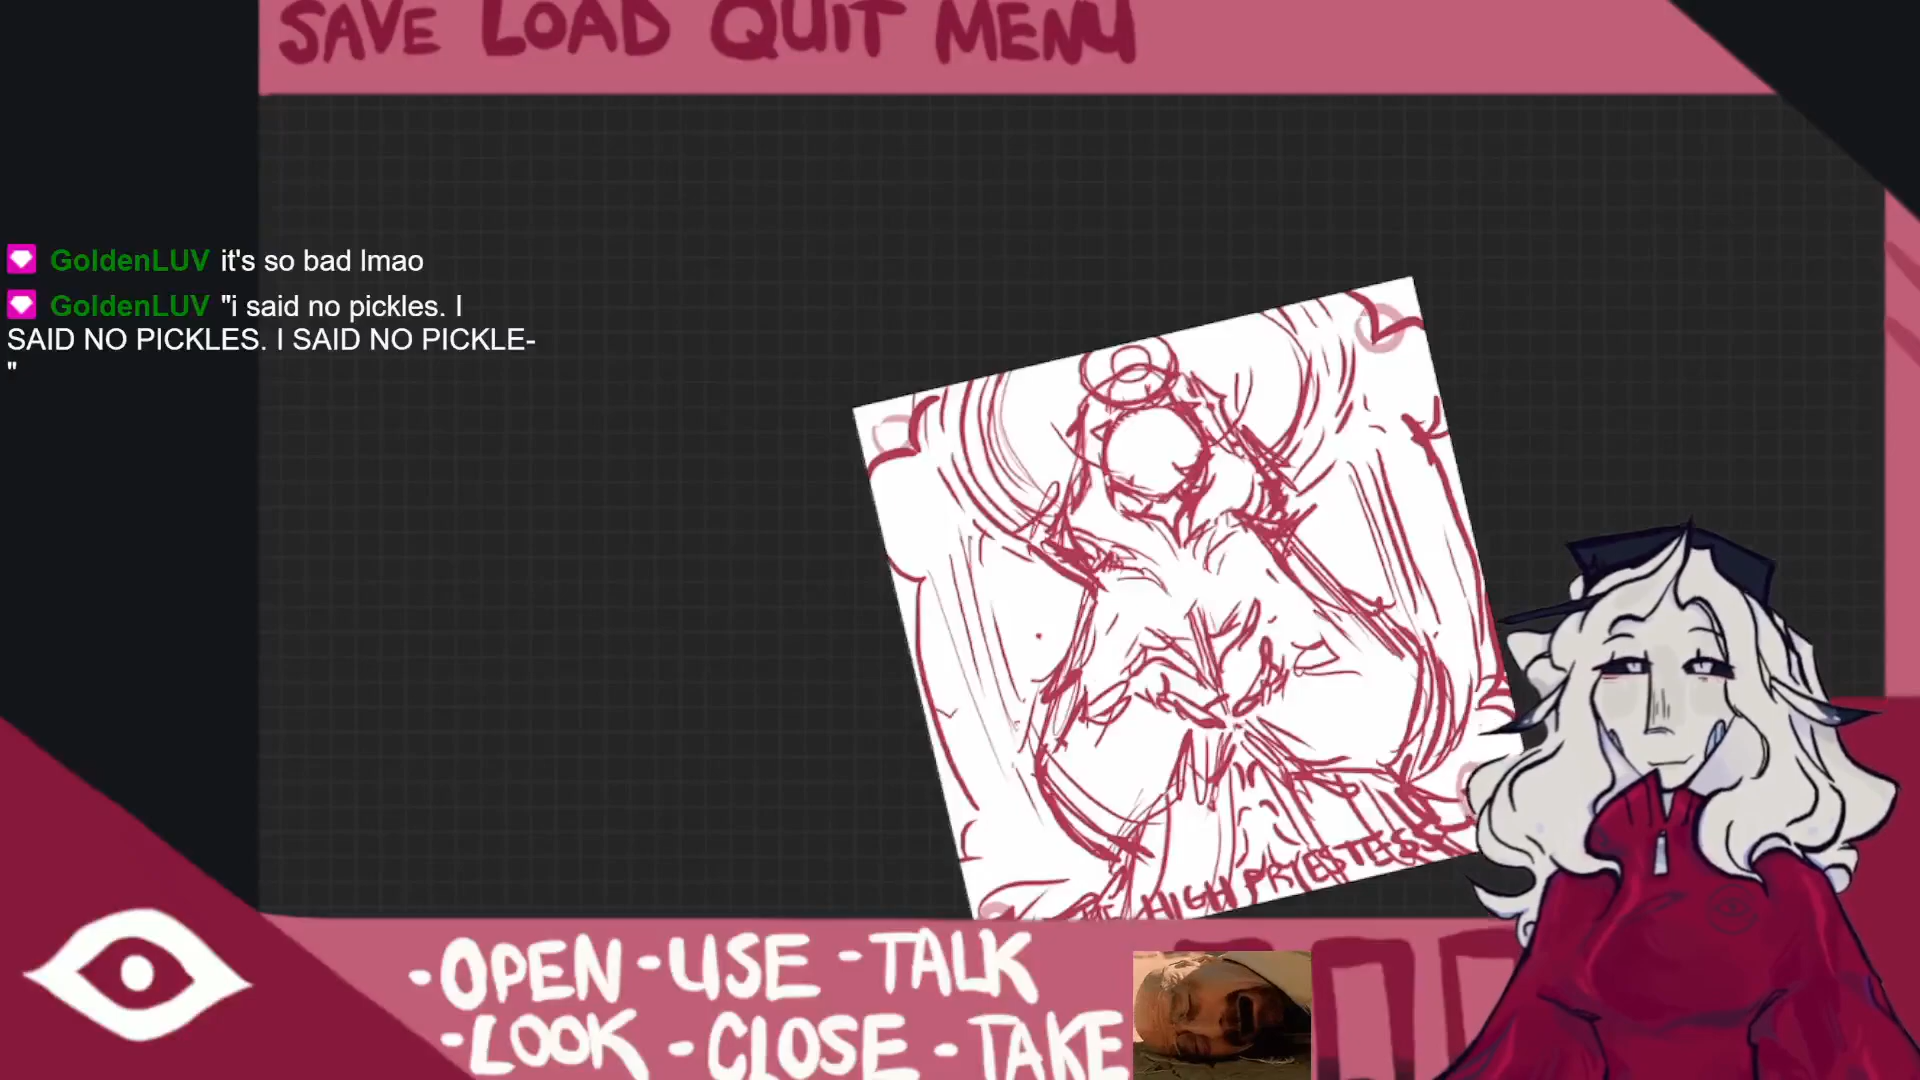 SAVE LOAD QUIT MENU
GoldenLUV it's so bad lmao
GoldenLUV "i said no pickles. I
SAID NO PICKLES. I SAID NO PICKLE-
"
HIGH PRIESTESS
-OPEN -USE -TALK
-LOOK -CLOSE -TAKE